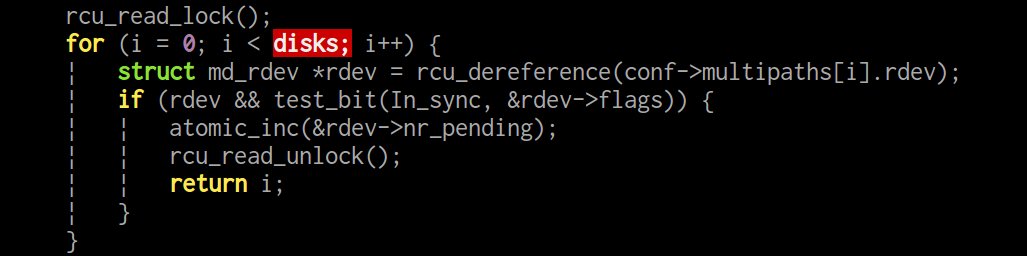 rcu_read_lock();
for (i = 0; i < disks; i++) {
struct md_rdev *rdev = rcu_dereference(conf->multipaths[i].rdev);
if (rdev && test_bit(In_sync, &rdev->flags)) {
atomic_inc(&rdev->nr_pending);
rcu_read_unlock();
return i;
}
}